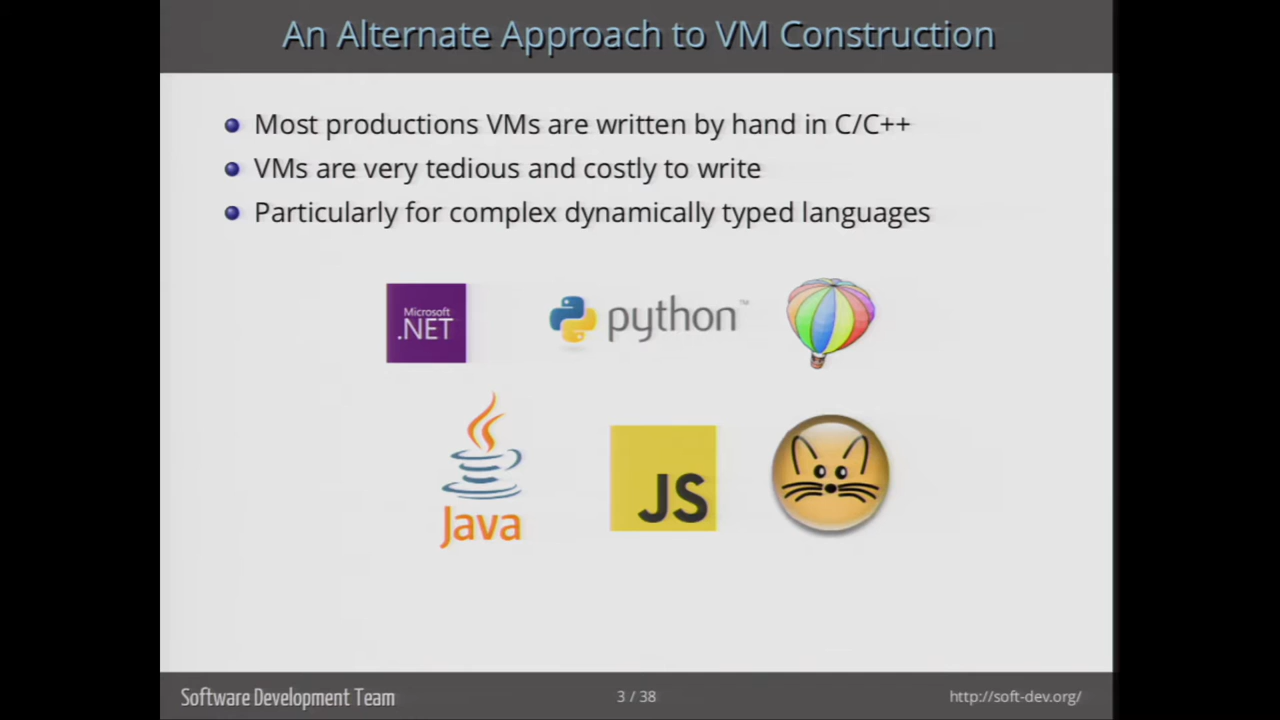 An Alternate Approach to VM Construction
Most productions VMs are written by hand in C/C++
VMs are very tedious and costly to write
Particularly for complex dynamically typed languages
Microsoft
.NET
python™
Java
JS
Software Development Team
3 / 38
http://soft-dev.org/